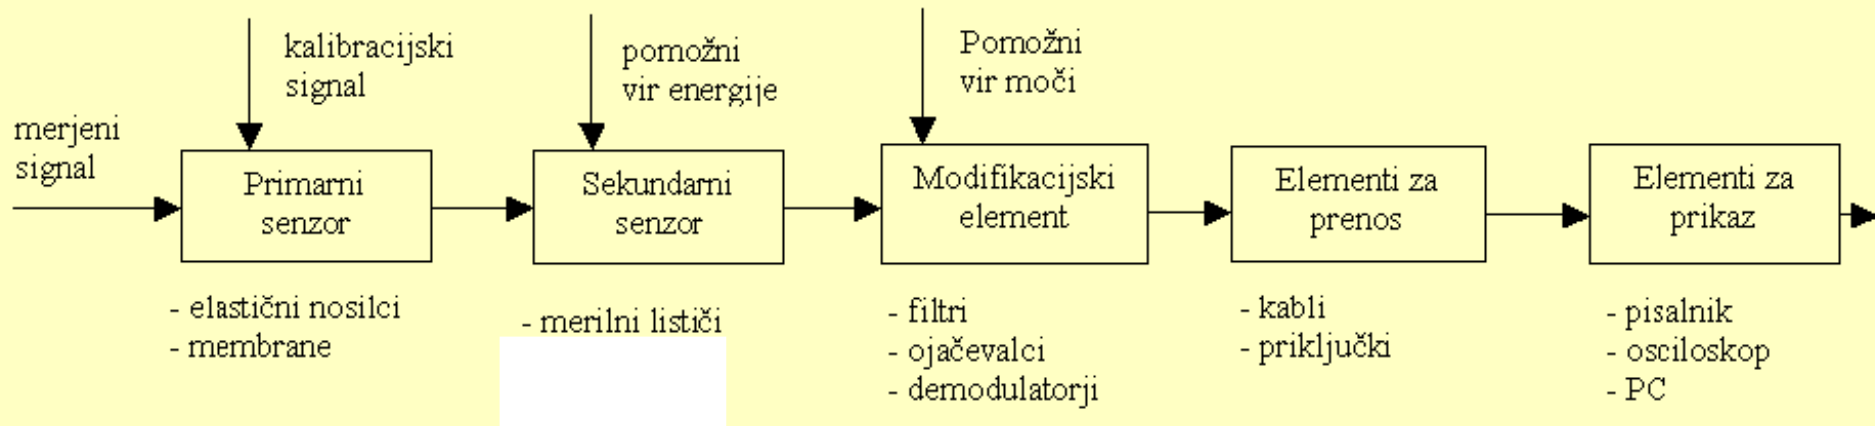 merjeni
signal
kalibracijski
signal
pomožni
vir energije
Pomožni
vir moči
Primarni
senzor
Sekundarni
senzor
Modifikacijski
element
Elementi za
prenos
Elementi za
prikaz
- elastični nosilci
- membrane
- merilni lističi
- filtri
- ojačevalci
- demodulatorji
- kabli
- priključki
- pisalnik
- osciloskop
- PC